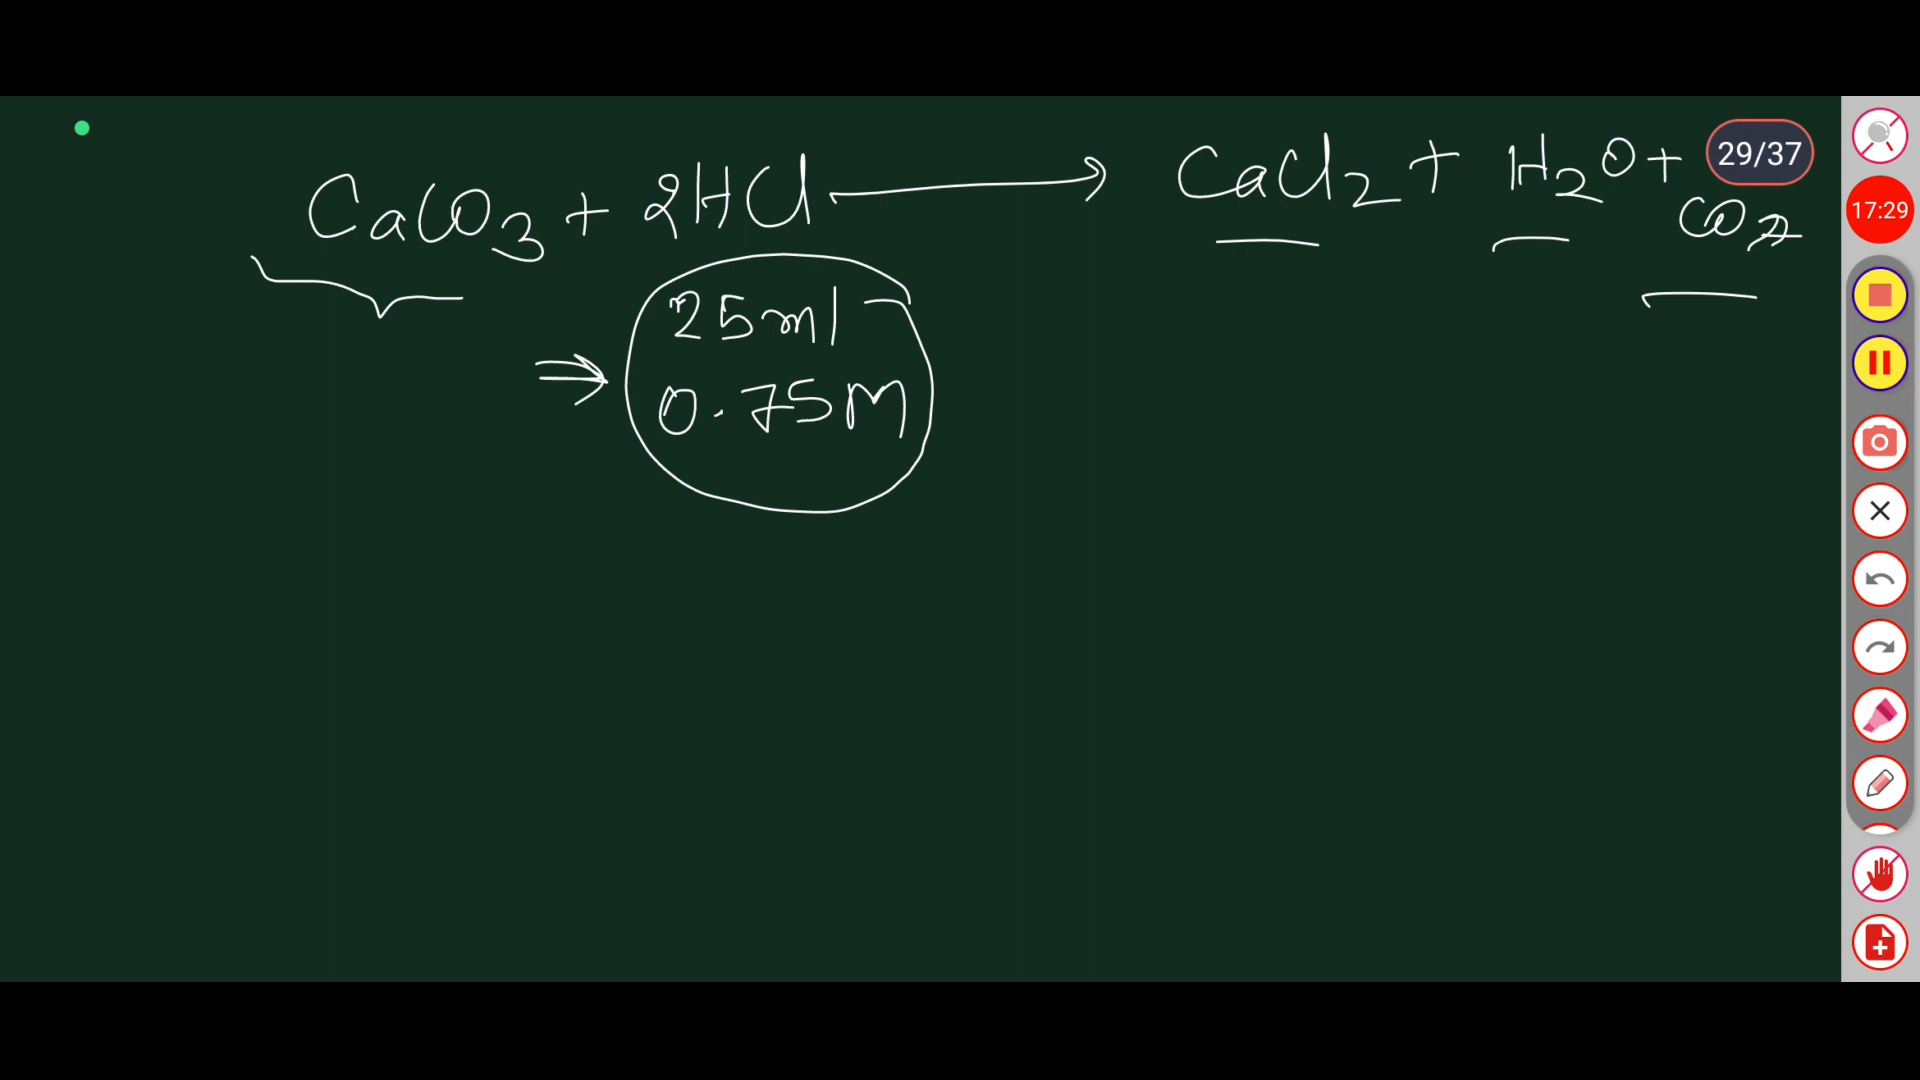 CaCO3 + 2HCl ⟶ CaCl2 + H2O + CO2
29/37
17:29
25ml
⇒ 0.75M